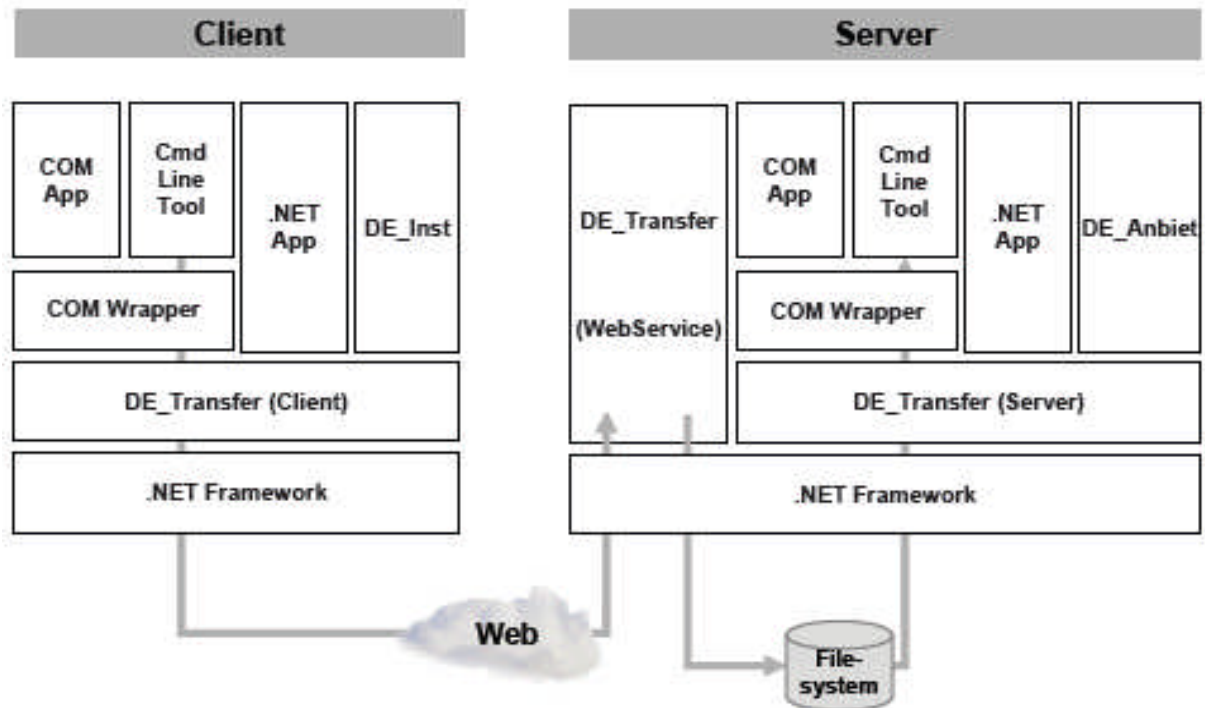 Client
COM
App
Cmd
Line
Tool
.NET
App
DE_Inst
COM Wrapper
DE_Transfer (Client)
.NET Framework
Server
DE_Transfer
(WebService)
COM
App
Cmd
Line
Tool
.NET
App
DE_Anbiet
COM Wrapper
DE_Transfer (Server)
.NET Framework
Web
File-
system